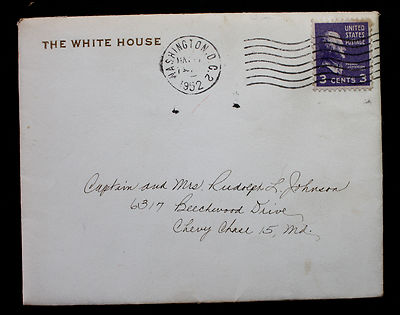 THE WHITE HOUSE
WASHINGTON, D.C. 2
1952
UNITED STATES
POSTAGE
3 CENTS 3
Captain and Mrs. Rudolph L. Johnson
6317 Beechwood Drive
Chevy Chase 15, Md.